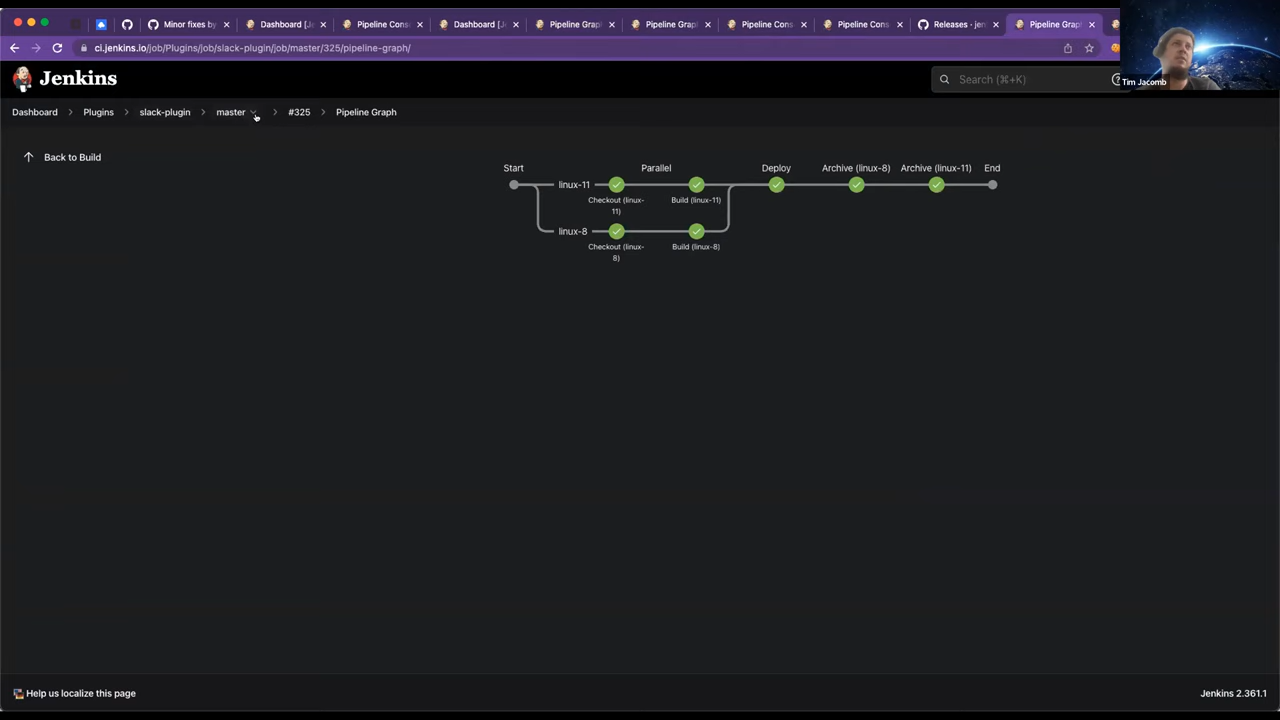 Minor fixes by
Dashboard [Je
Pipeline Cons
Dashboard [Je
Pipeline Grap
Pipeline Grap
Pipeline Cons
Pipeline Cons
Releases · jen
Pipeline Grap
ci.jenkins.io/job/Plugins/job/slack-plugin/job/master/325/pipeline-graph/
Tim Jacomb
Jenkins
Search (⌘+K)
Dashboard
Plugins
slack-plugin
master
#325
Pipeline Graph
Back to Build
Start
Parallel
Deploy
Archive (linux-8)
Archive (linux-11)
End
linux-11
Checkout (linux-
11)
Build (linux-11)
linux-8
Checkout (linux-
8)
Build (linux-8)
Help us localize this page
Jenkins 2.361.1